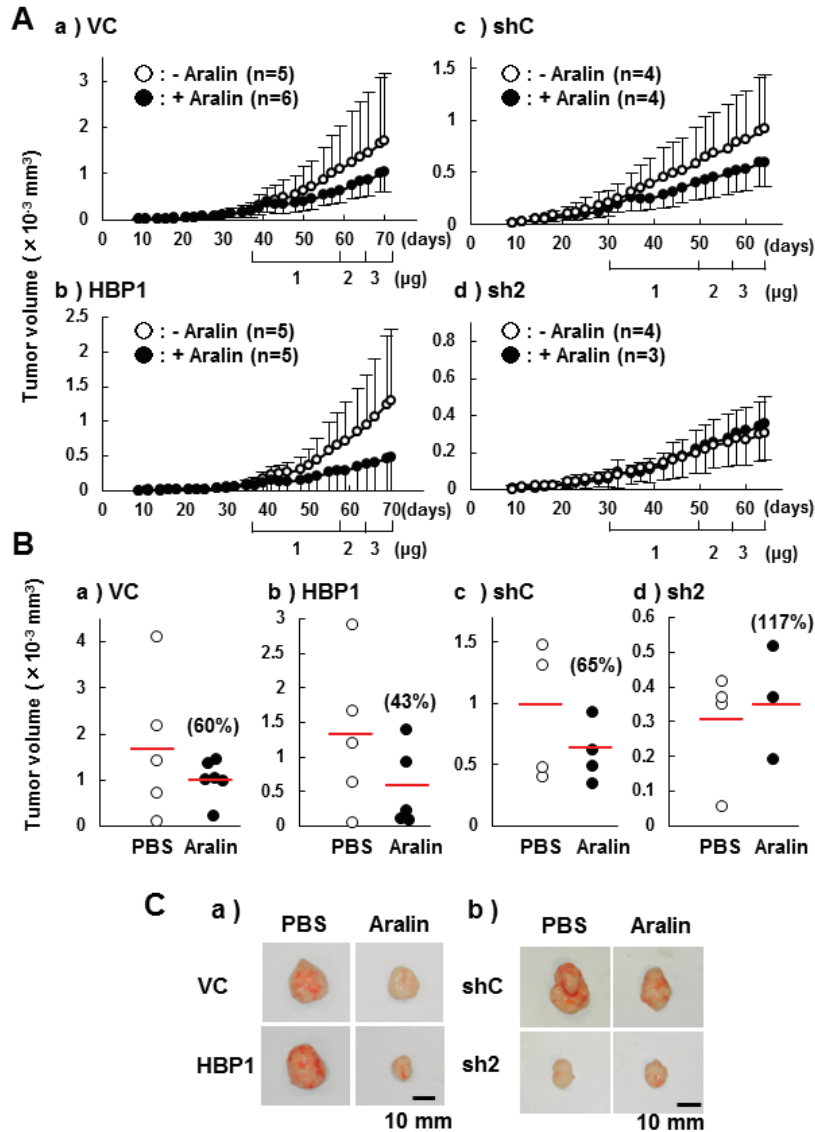 A
a ) VC
Tumor volume ( × 10⁻³ mm³)
○ : - Aralin (n=5)
● : + Aralin (n=6)
3
2
1
0
0 10 20 30 40 50 60 70 (days)
1 2 3 (µg)
c ) shC
○ : - Aralin (n=4)
● : + Aralin (n=4)
1.5
1
0.5
0
0 10 20 30 40 50 60 (days)
1 2 3 (µg)
b ) HBP1
○ : - Aralin (n=5)
● : + Aralin (n=5)
2.5
2
1.5
1
0.5
0
0 10 20 30 40 50 60 70 (days)
1 2 3 (µg)
d ) sh2
○ : - Aralin (n=4)
● : + Aralin (n=3)
0.8
0.6
0.4
0.2
0
0 10 20 30 40 50 60 (days)
1 2 3 (µg)
B
Tumor volume ( × 10⁻³ mm³)
a ) VC
4
3
2
1
0
(60%)
PBS Aralin
b ) HBP1
3
2.5
2
1.5
1
0.5
0
(43%)
PBS Aralin
c ) shC
1.5
1
0.5
0
(65%)
PBS Aralin
d ) sh2
0.6
0.5
0.4
0.3
0.2
0.1
0
(117%)
PBS Aralin
C
a )
PBS Aralin
VC
HBP1
10 mm
b )
PBS Aralin
shC
sh2
10 mm